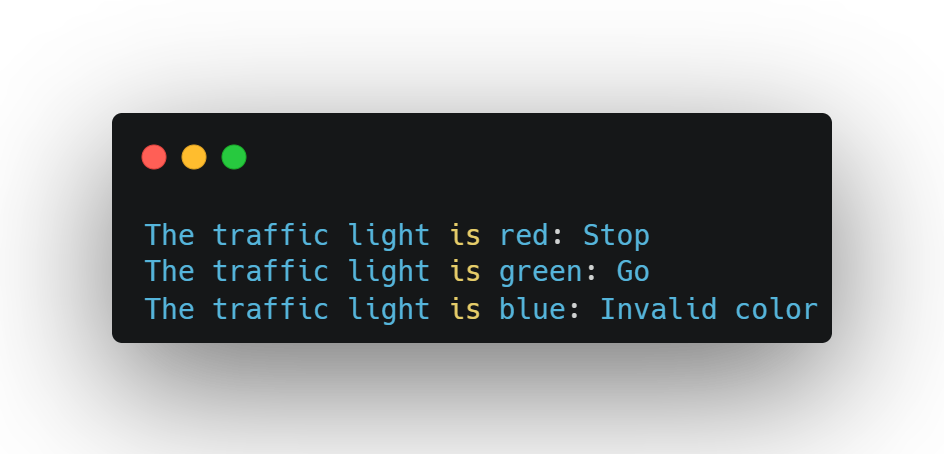 The traffic light is red: Stop
The traffic light is green: Go
The traffic light is blue: Invalid color